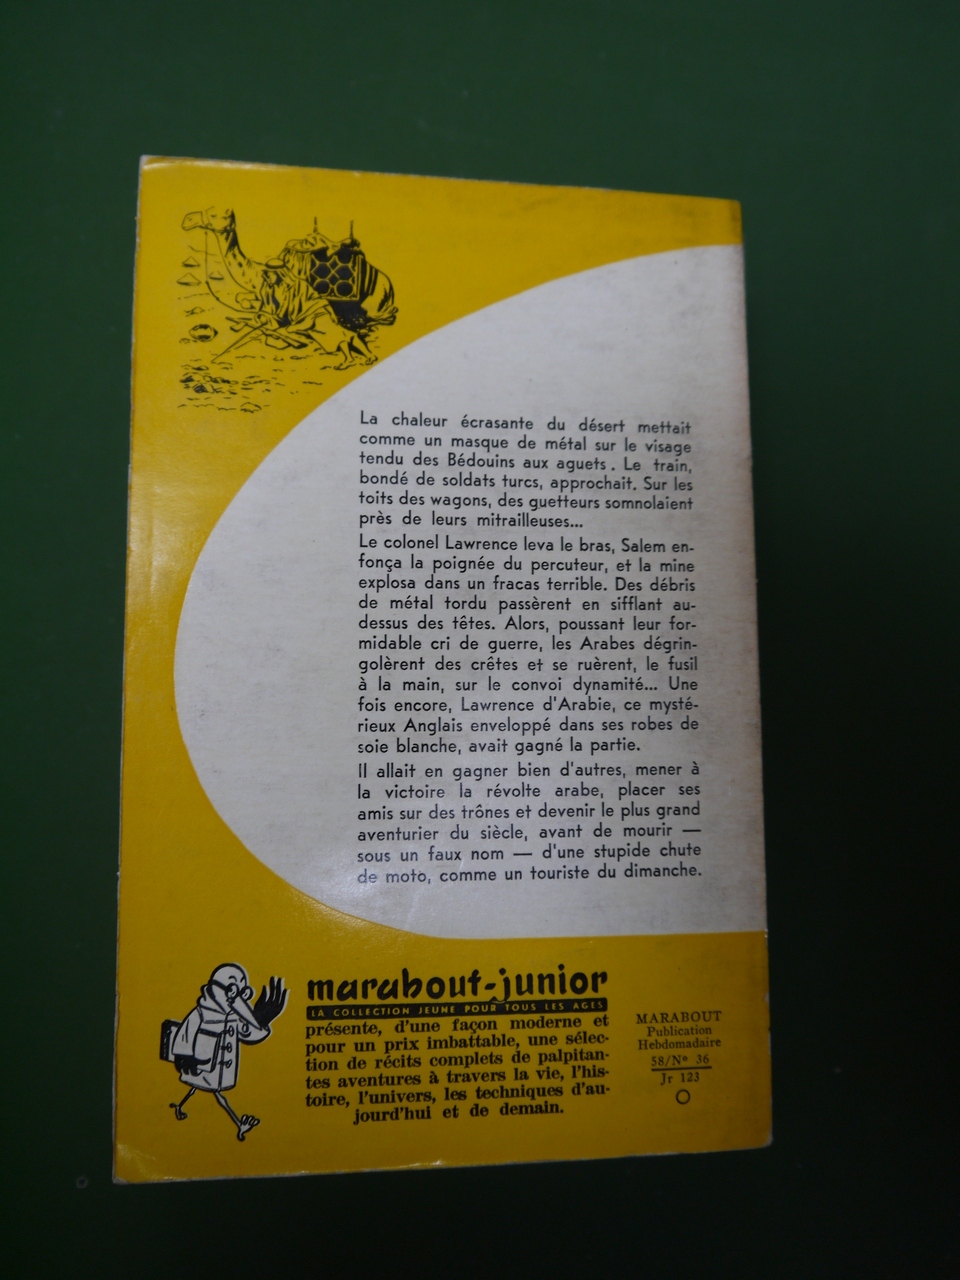 La chaleur écrasante du désert mettait
comme un masque de métal sur le visage
tendu des Bédouins aux aguets. Le train,
bondé de soldats turcs, approchait. Sur les
toits des wagons, des guetteurs somnolaient
près de leurs mitrailleuses...
Le colonel Lawrence leva le bras, Salem en-
fonça la poignée du percuteur, et la mine
explosa dans un fracas terrible. Des débris
de métal tordu passèrent en sifflant au-
dessus des têtes. Alors, poussant leur for-
midable cri de guerre, les Arabes dégrin-
golèrent des crêtes et se ruèrent, le fusil
à la main, sur le convoi dynamité... Une
fois encore, Lawrence d'Arabie, ce mysté-
rieux Anglais enveloppé dans ses robes de
soie blanche, avait gagné la partie.
Il allait en gagner bien d'autres, mener à
la victoire la révolte arabe, placer ses
amis sur des trônes et devenir le plus grand
aventurier du siècle, avant de mourir —
sous un faux nom — d'une stupide chute
de moto, comme un touriste du dimanche.
marabout-junior
LA COLLECTION JEUNE POUR TOUS LES AGES
présente, d'une façon moderne et
pour un prix imbattable, une sélec-
tion de récits complets de palpitan-
tes aventures à travers la vie, l'his-
toire, l'univers, les techniques d'au-
jourd'hui et de demain.
MARABOUT
Publication
Hebdomadaire
58/Nº 36
Jr 123